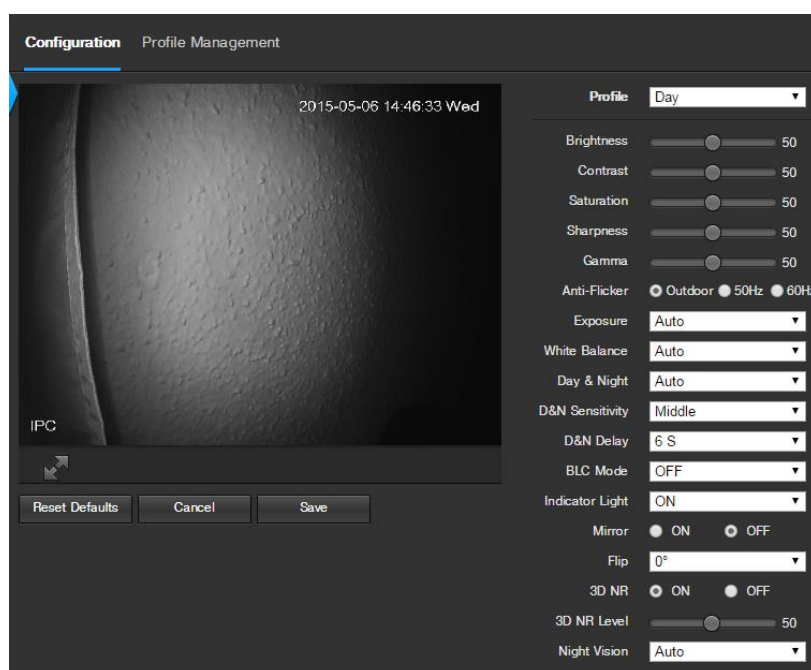 Configuration Profile Management
2015-05-06 14:46:33 Wed
IPC
Reset Defaults Cancel Save
Profile Day
Brightness 50
Contrast 50
Saturation 50
Sharpness 50
Gamma 50
Anti-Flicker Outdoor 50Hz 60Hz
Exposure Auto
White Balance Auto
Day & Night Auto
D&N Sensitivity Middle
D&N Delay 6 S
BLC Mode OFF
Indicator Light ON
Mirror ON OFF
Flip 0°
3D NR ON OFF
3D NR Level 50
Night Vision Auto